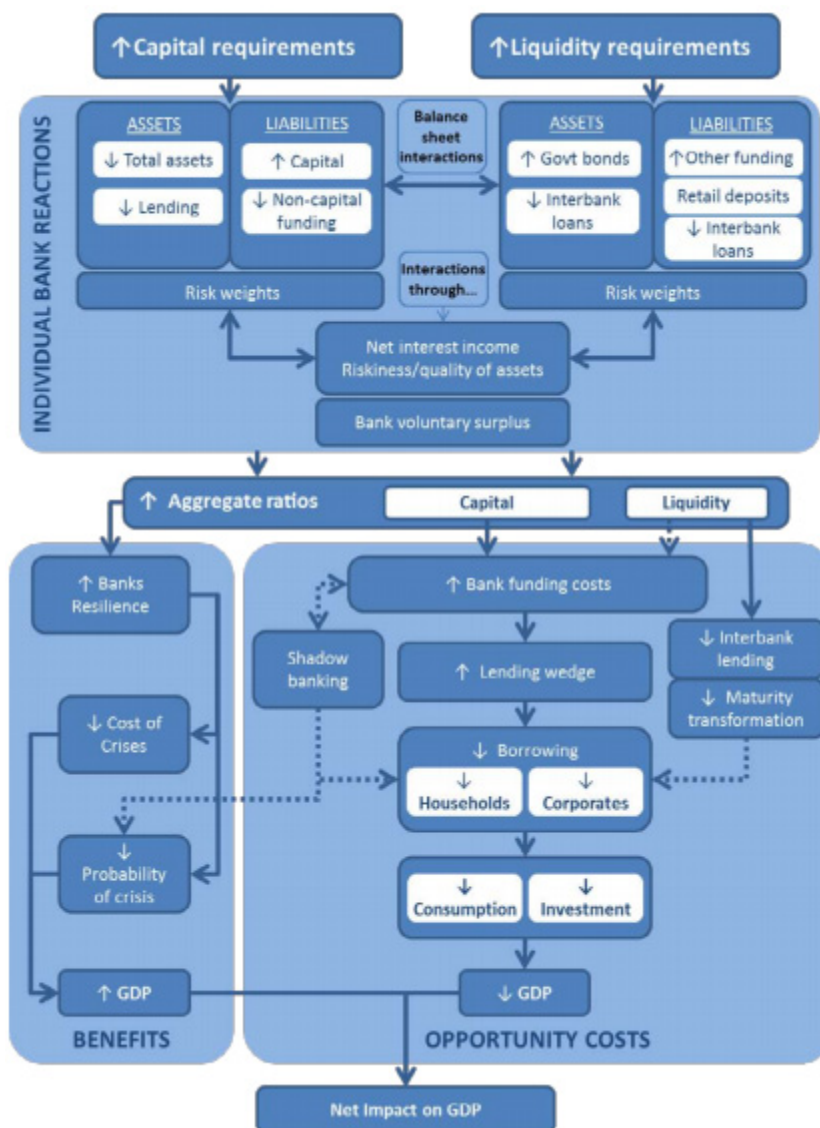 ↑Capital requirements
↑Liquidity requirements
INDIVIDUAL BANK REACTIONS
ASSETS
↓ Total assets
↓ Lending
LIABILITIES
↑ Capital
↓ Non-capital
funding
Risk weights
Balance
sheet
interactions
ASSETS
↑ Govt bonds
↓ Interbank
loans
LIABILITIES
↑Other funding
Retail deposits
↓ Interbank
loans
Risk weights
Interactions
through...
Net interest income
Riskiness/quality of assets
Bank voluntary surplus
↑ Aggregate ratios
Capital
Liquidity
↑ Banks
Resilience
↓ Cost of
Crises
↓
Probability
of crisis
↑ GDP
BENEFITS
↑ Bank funding costs
Shadow
banking
↑ Lending wedge
↓ Interbank
lending
↓ Maturity
transformation
↓ Borrowing
↓
Households
↓
Corporates
↓
Consumption
↓
Investment
↓ GDP
OPPORTUNITY COSTS
Net Impact on GDP